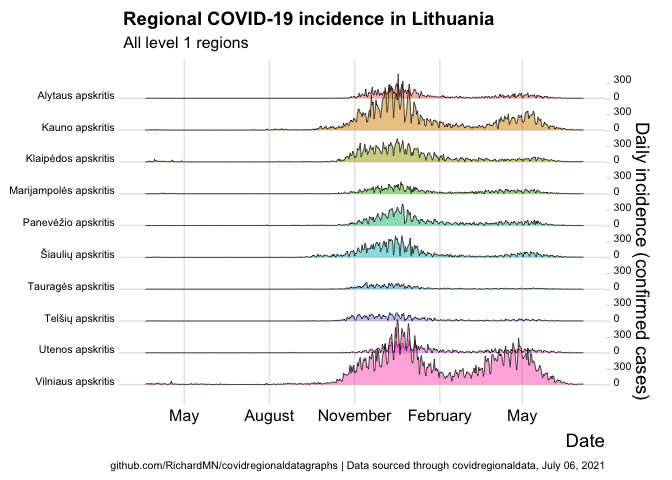 Regional COVID-19 incidence in Lithuania
All level 1 regions
Alytaus apskritis
300
0
Kauno apskritis
300
0
Klaipėdos apskritis
300
0
Marijampolės apskritis
300
0
Panevėžio apskritis
300
0
Šiaulių apskritis
300
0
Tauragės apskritis
300
0
Telšių apskritis
300
0
Utenos apskritis
300
0
Vilniaus apskritis
300
0
Daily incidence (confirmed cases)
May
August
November
February
May
Date
github.com/RichardMN/covidregionaldatagraphs | Data sourced through covidregionaldata, July 06, 2021